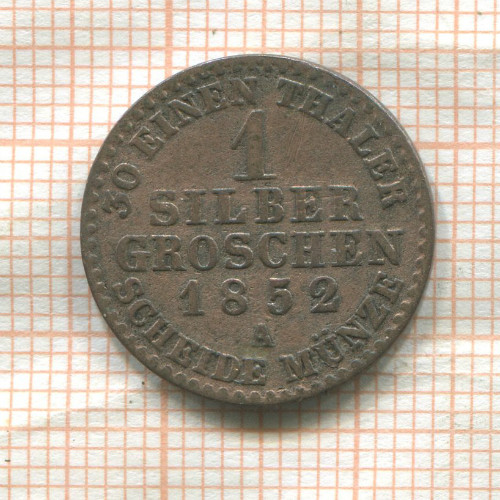 30 EINEN THALER
1
SILBER
GROSCHEN
1852
A
SCHEIDE MÜNZE